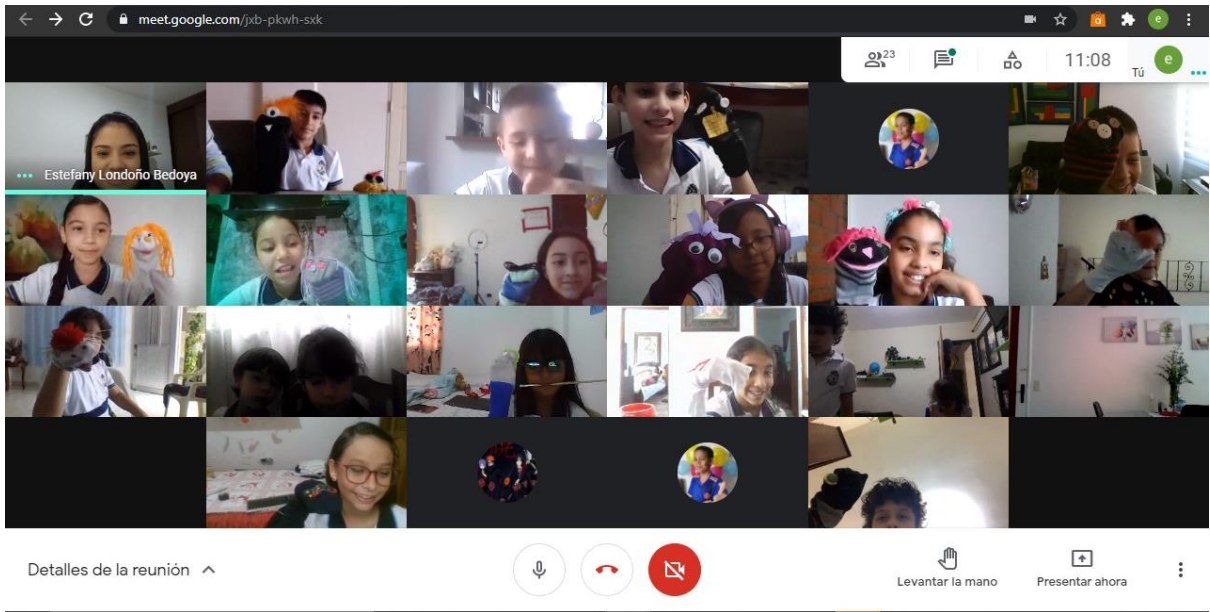 meet.google.com/jxb-pkwh-sxk
e
23
11:08
Tú
e
Estefany Londoño Bedoya
Detalles de la reunión
Levantar la mano
Presentar ahora